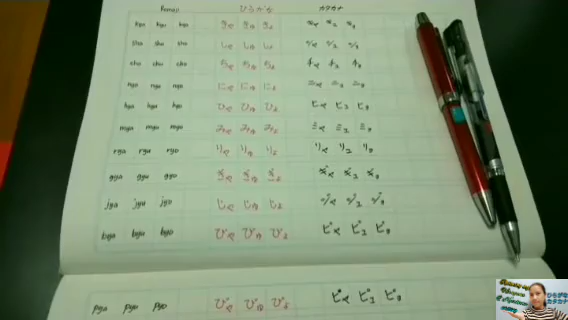 Romaji ひらがな カタカナ
kya kyu kyo きゃ きゅ きょ キャ キュ キョ
sha shu sho しゃ しゅ しょ シャ シュ ショ
ちゃ ちゅ ちょ チャ チュ チョ
nya nyu nyo にゃ にゅ にょ ニャ ニュ ニョ
hya hyu hyo ひゃ ひゅ ひょ ヒャ ヒュ ヒョ
mya myu myo みゃ みゅ みょ ミャ ミュ ミョ
rya ryu ryo りゃ りゅ りょ リャ リュ リョ
gya gyu gyo ぎゃ ぎゅ ぎょ ギャ ギュ ギョ
jya jyu jyo じゃ じゅ じょ ジャ ジュ ジョ
bya byu byo びゃ びゅ びょ ビャ ビュ ビョ
pya pyu pyo ぴゃ ぴゅ ぴょ ピャ ピュ ピョ
ひらがな
カタカナ